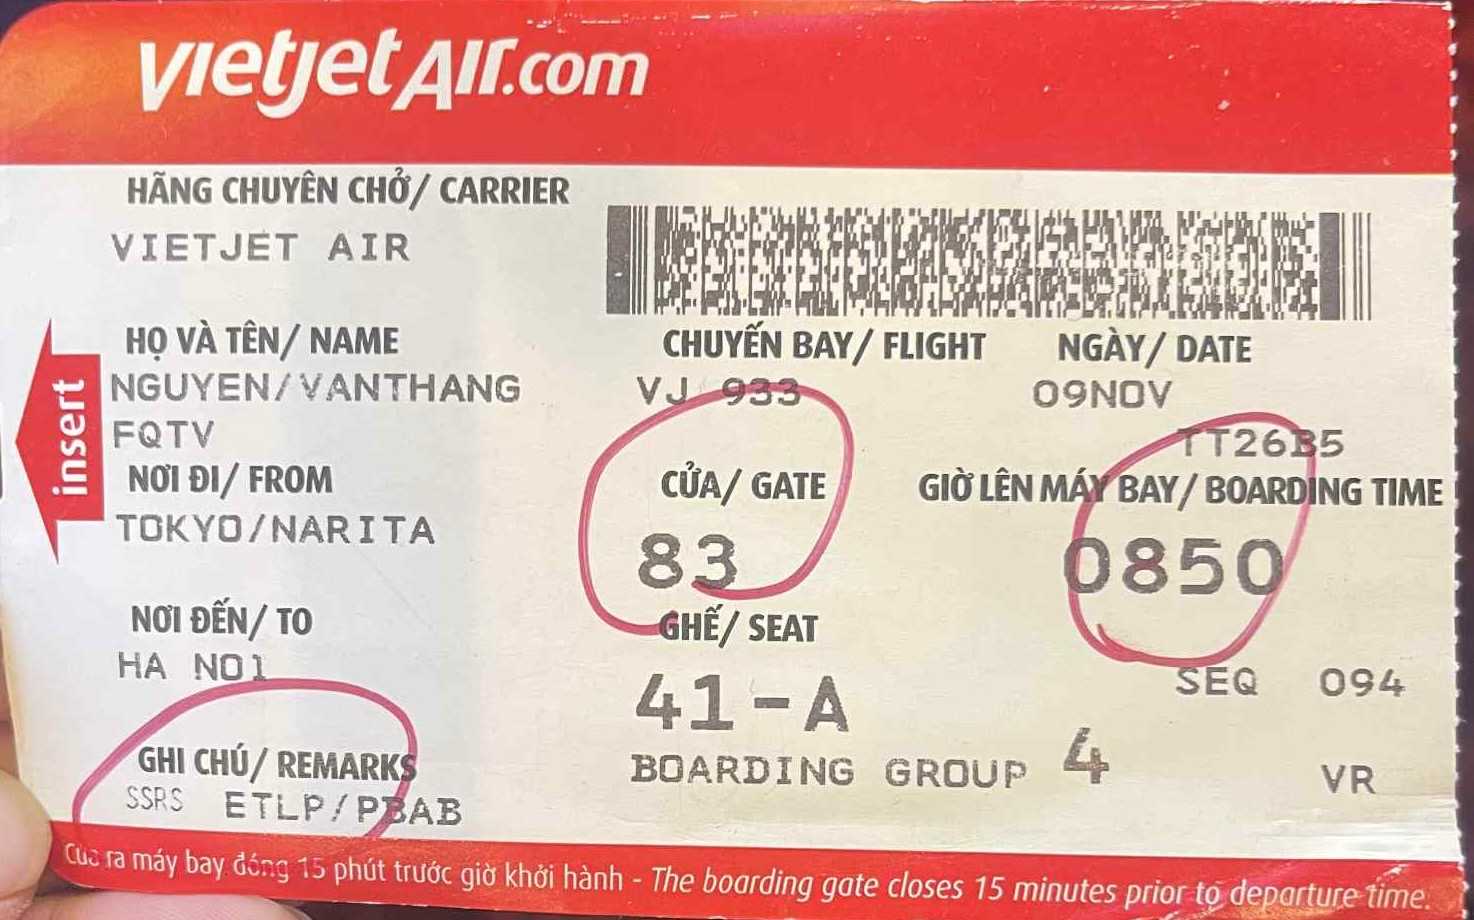 vietjetAir.com
HÃNG CHUYÊN CHỞ/ CARRIER
VIETJET AIR
HỌ VÀ TÊN/ NAME
NGUYEN/VANTHANG
FQTV
CHUYẾN BAY/ FLIGHT
VJ 933
NGÀY/ DATE
09NOV
TT26B5
insert
NƠI ĐI/ FROM
TOKYO/NARITA
CỬA/ GATE
83
GIỜ LÊN MÁY BAY/ BOARDING TIME
0850
NƠI ĐẾN/ TO
HA NOI
GHẾ/ SEAT
41-A
SEQ 094
BOARDING GROUP 4
VR
GHI CHÚ/ REMARKS
SSRS ETLP/PBAB
Cửa ra máy bay đóng 15 phút trước giờ khởi hành - The boarding gate closes 15 minutes prior to departure time.